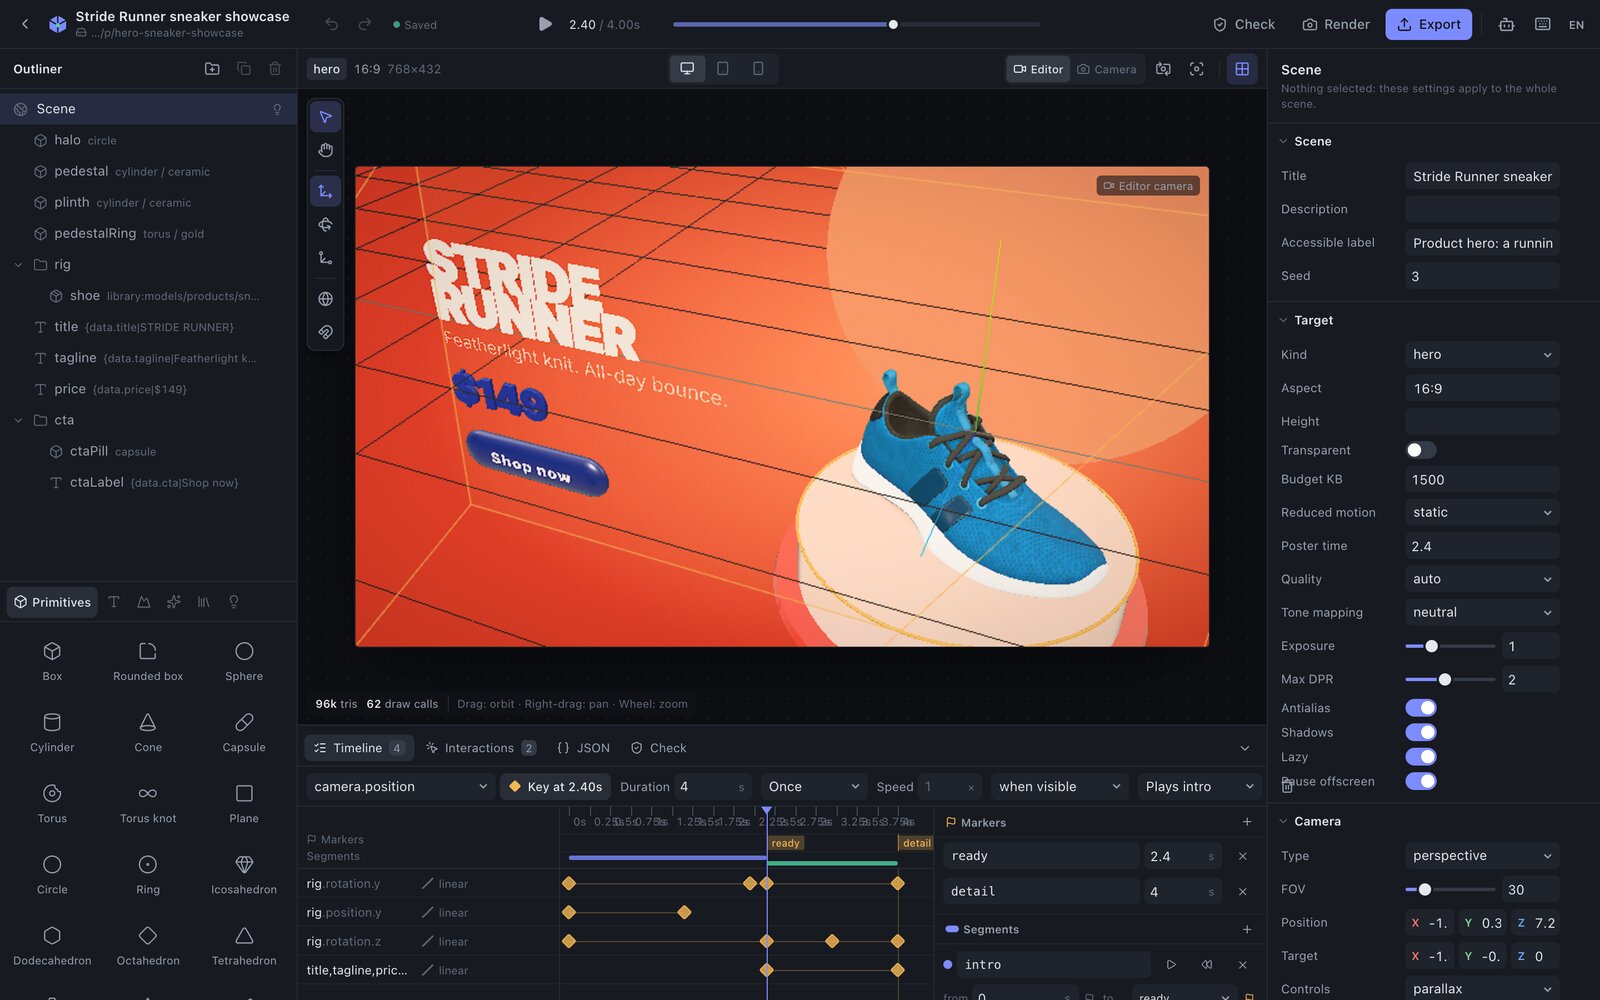 Stride Runner sneaker showcase
.../p/hero-sneaker-showcase
Saved
2.40 / 4.00s
Check
Render
Export
EN
Outliner
Scene
halo circle
pedestal cylinder / ceramic
plinth cylinder / ceramic
pedestalRing torus / gold
rig
shoe library:models/products/sn...
title {data.title|STRIDE RUNNER}
tagline {data.tagline|Featherlight k...
price {data.price|$149}
cta
ctaPill capsule
ctaLabel {data.cta|Shop now}
Primitives
Box
Rounded box
Sphere
Cylinder
Cone
Capsule
Torus
Torus knot
Plane
Circle
Ring
Icosahedron
Dodecahedron
Octahedron
Tetrahedron
hero 16:9 768×432
Editor
Camera
Editor camera
STRIDE
RUNNER
Featherlight knit. All-day bounce.
$149
Shop now
96k tris 62 draw calls Drag: orbit · Right-drag: pan · Wheel: zoom
Timeline 4
Interactions 2
{} JSON
Check
camera.position
Key at 2.40s
Duration 4 s
Once
Speed 1 ×
when visible
Plays intro
0s
Markers
Segments
ready
detail
rig.rotation.y linear
rig.position.y linear
rig.rotation.z linear
title,tagline,pric... linear
Markers
ready 2.4 s
detail 4 s
Segments
intro
from 0 s to ready
Scene
Nothing selected: these settings apply to the whole
scene.
Scene
Title Stride Runner sneaker
Description
Accessible label Product hero: a runnin
Seed 3
Target
Kind hero
Aspect 16:9
Height
Transparent
Budget KB 1500
Reduced motion static
Poster time 2.4
Quality auto
Tone mapping neutral
Exposure 1
Max DPR 2
Antialias
Shadows
Lazy
Pause offscreen
Camera
Type perspective
FOV 30
Position X -1. Y 0.3 Z 7.2
Target X -1. Y -0. Z 0
Controls parallax